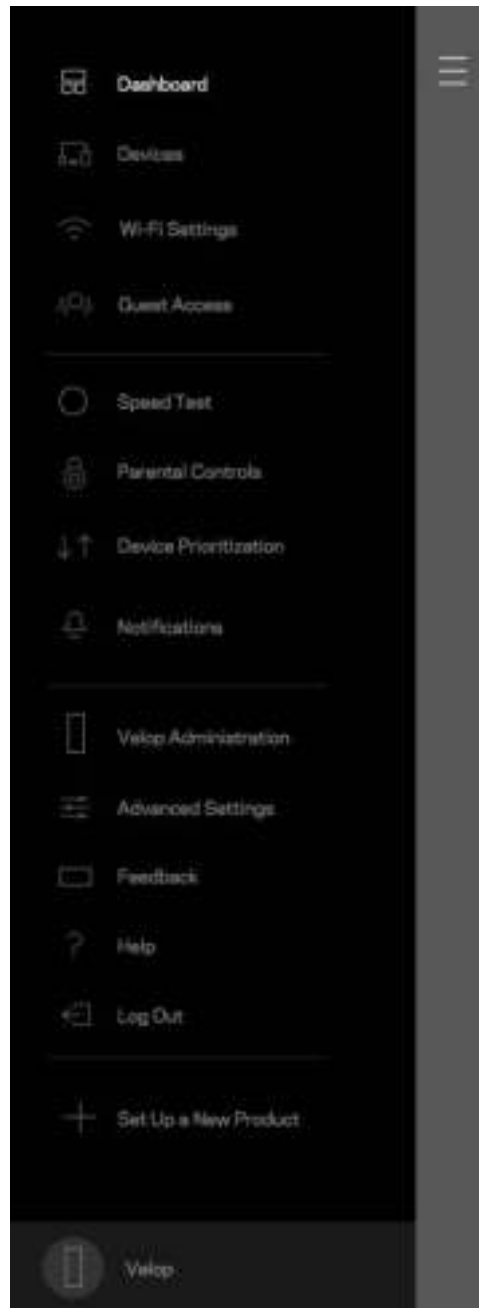 Dashboard
Devices
Wi-Fi Settings
Guest Access
Speed Test
Parental Controls
Device Prioritization
Notifications
Velop Administration
Advanced Settings
Feedback
Help
Log Out
Set Up a New Product
Velop